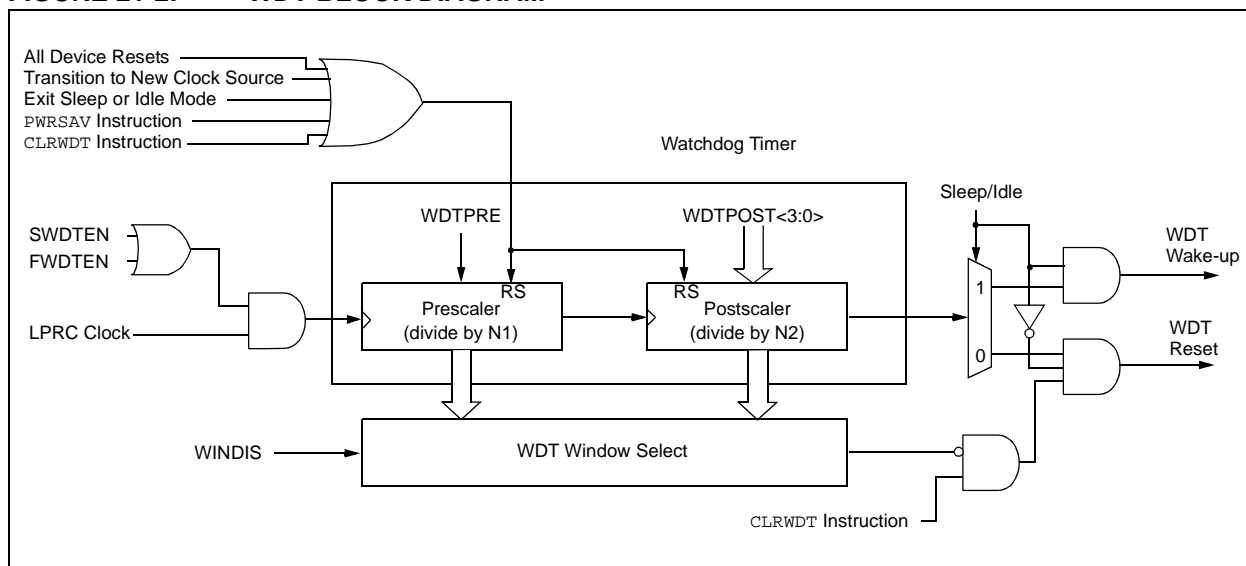 All Device Resets
Transition to New Clock Source
Exit Sleep or Idle Mode
PWRSAV Instruction
CLRWDT Instruction
Watchdog Timer
Sleep/Idle
WDTPRE
WDTPOST<3:0>
SWDTEN
FWDTEN
WDT
Wake-up
RS
RS
1
Prescaler
(divide by N1)
Postscaler
(divide by N2)
LPRC Clock
WDT
Reset
0
WINDIS
WDT Window Select
CLRWDT Instruction